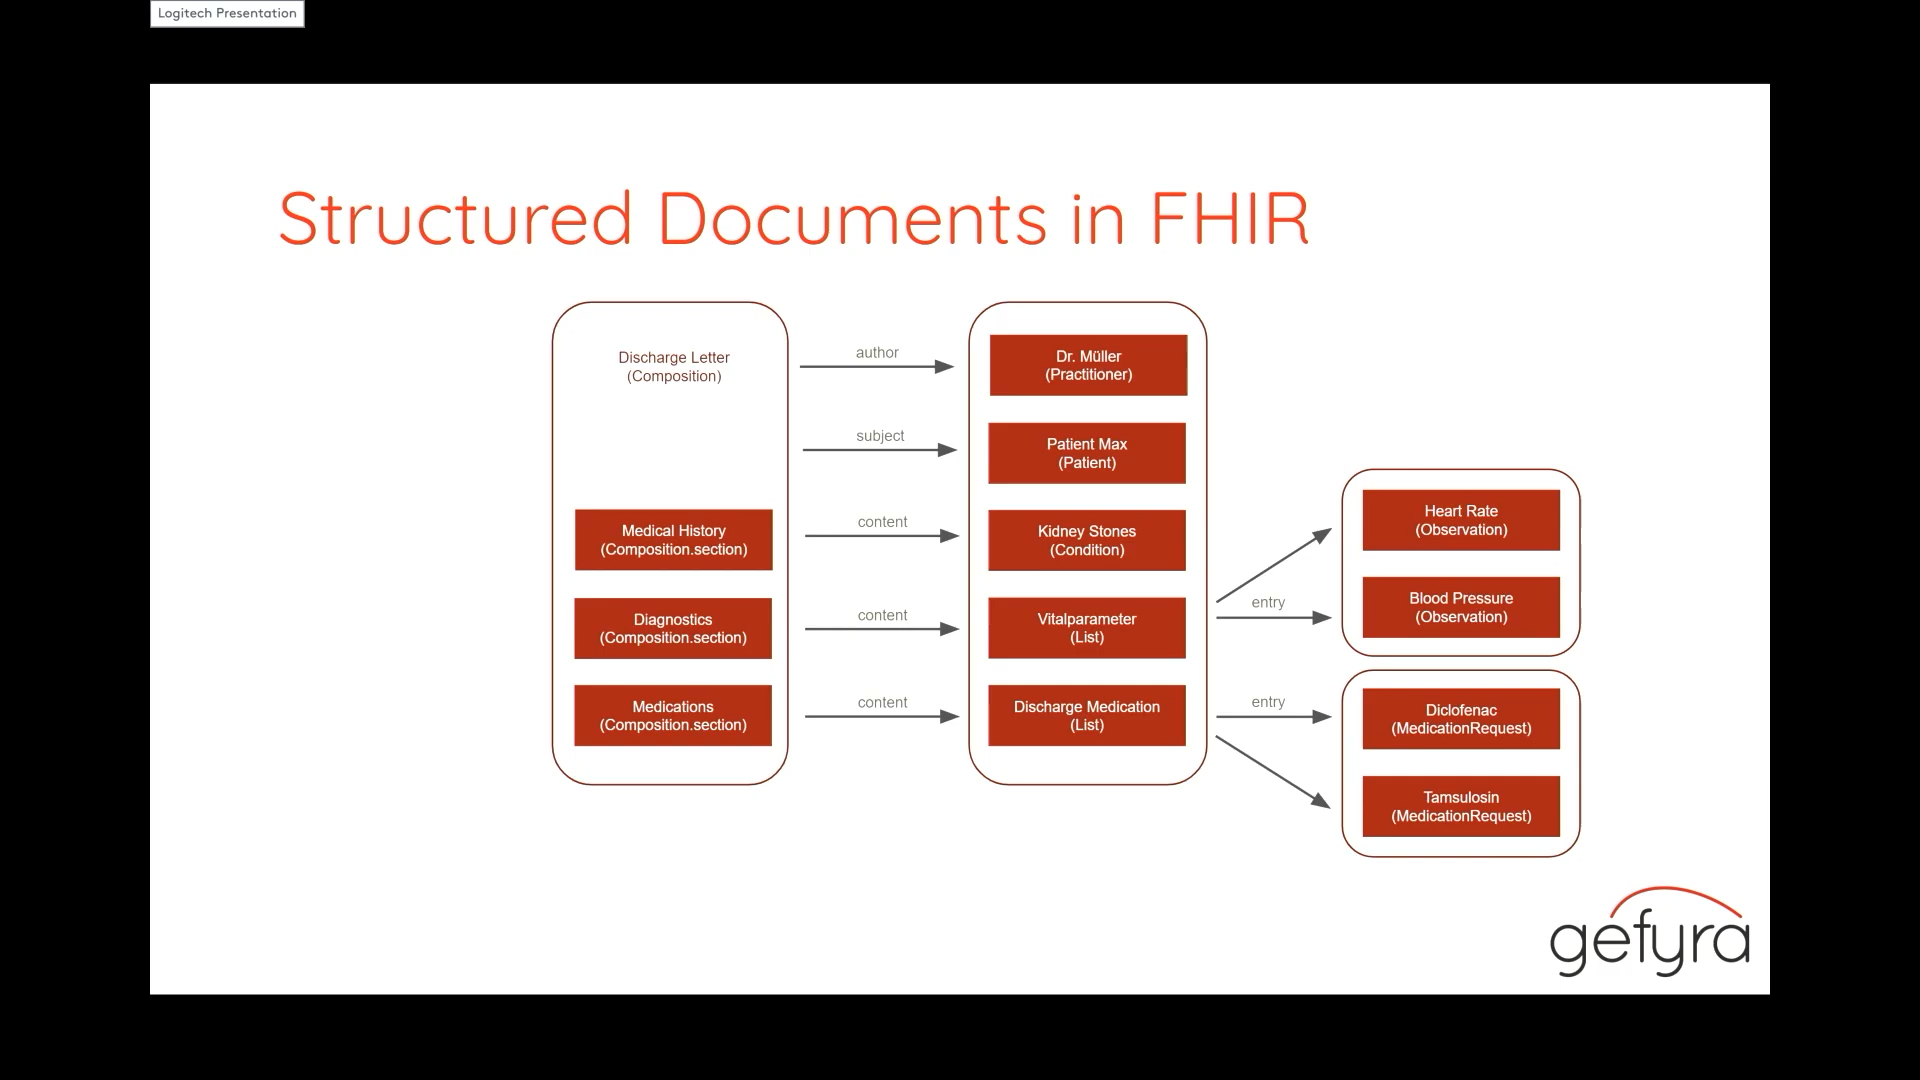 Logitech Presentation
Structured Documents in FHIR
Discharge Letter
(Composition)
Medical History
(Composition.section)
Diagnostics
(Composition.section)
Medications
(Composition.section)
author
subject
content
content
content
Dr. Müller
(Practitioner)
Patient Max
(Patient)
Kidney Stones
(Condition)
Vitalparameter
(List)
Discharge Medication
(List)
entry
entry
Heart Rate
(Observation)
Blood Pressure
(Observation)
Diclofenac
(MedicationRequest)
Tamsulosin
(MedicationRequest)
gefyra